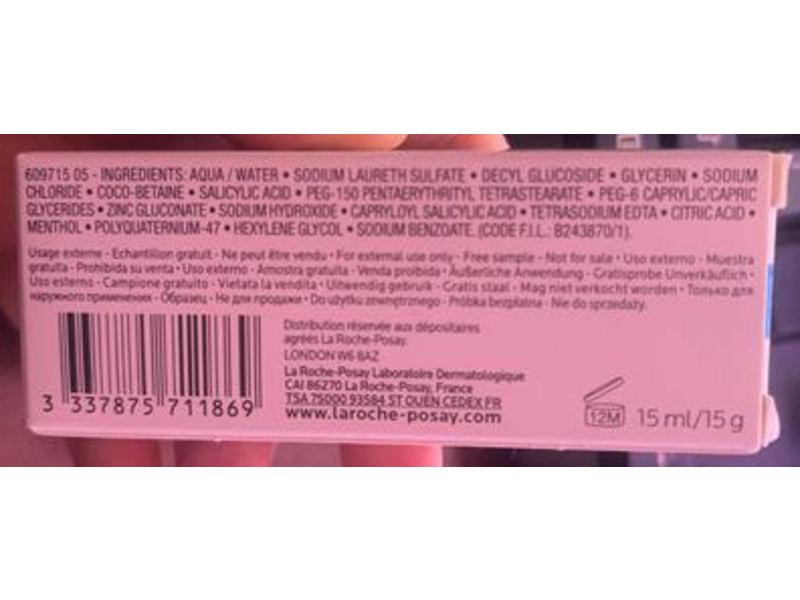 609715 05 - INGREDIENTS: AQUA / WATER • SODIUM LAURETH SULFATE • DECYL GLUCOSIDE • GLYCERIN • SODIUM
CHLORIDE • COCO-BETAINE • SALICYLIC ACID • PEG-150 PENTAERYTHRITYL TETRASTEARATE • PEG-6 CAPRYLIC/CAPRIC
GLYCERIDES • ZINC GLUCONATE • SODIUM HYDROXIDE • CAPRYLOYL SALICYLIC ACID • TETRASODIUM EDTA • CITRIC ACID •
MENTHOL • POLYQUATERNIUM-47 • HEXYLENE GLYCOL • SODIUM BENZOATE. (CODE F.I.L.: B243870/1).
Usage externe - Echantillon gratuit - Ne peut être vendu • For external use only - Free sample - Not for sale • Uso externo - Muestra
gratuita - Prohibida su venta • Uso externo - Amostra gratuita - Venda proibida • Äußerliche Anwendung - Gratisprobe Unverkäuflich •
Uso esterno - Campione gratuito - Vietata la vendita • Uitwendig gebruik - Gratis staal - Mag niet verkocht worden • Только для
наружного применения - Образец - Не для продажи • Do użytku zewnętrznego - Próbka bezpłatna - Nie do sprzedaży.
Distribution réservée aux dépositaires
agréés La Roche-Posay.
LONDON W6 8AZ
La Roche-Posay Laboratoire Dermatologique
CAI 86270 La Roche-Posay, France
TSA 75000 93584 ST OUEN CEDEX FR
www.laroche-posay.com
3 337875 711869
12M 15 ml/15 g